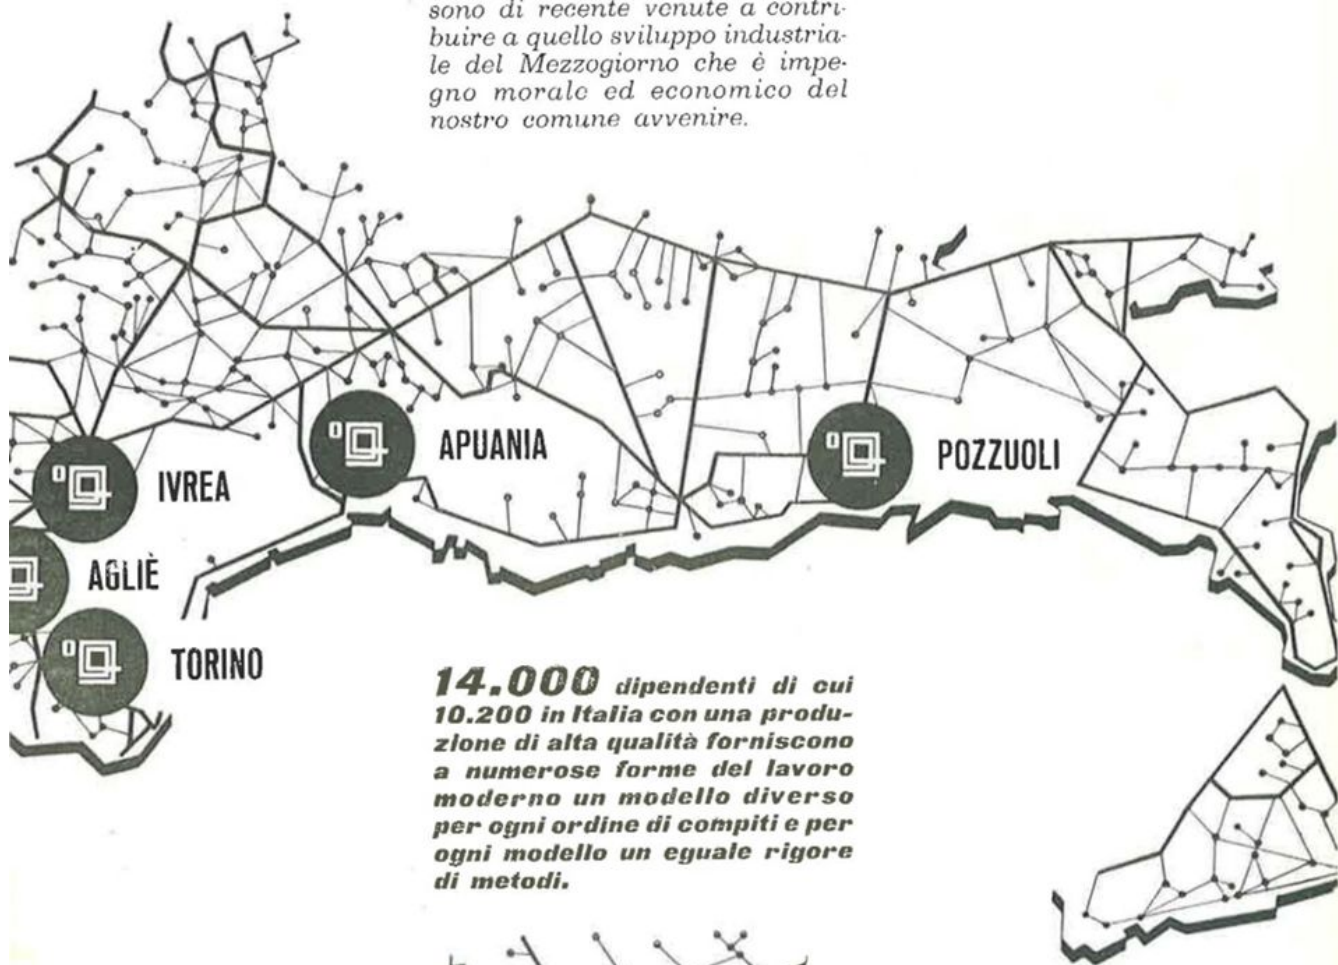 sono di recente venute a contri-
buire a quello sviluppo industria-
le del Mezzogiorno che è impe-
gno morale ed economico del
nostro comune avvenire.
APUANIA
POZZUOLI
IVREA
AGLIÈ
TORINO
14.000 dipendenti di cui
10.200 in Italia con una produ-
zione di alta qualità forniscono
a numerose forme del lavoro
moderno un modello diverso
per ogni ordine di compiti e per
ogni modello un eguale rigore
di metodi.